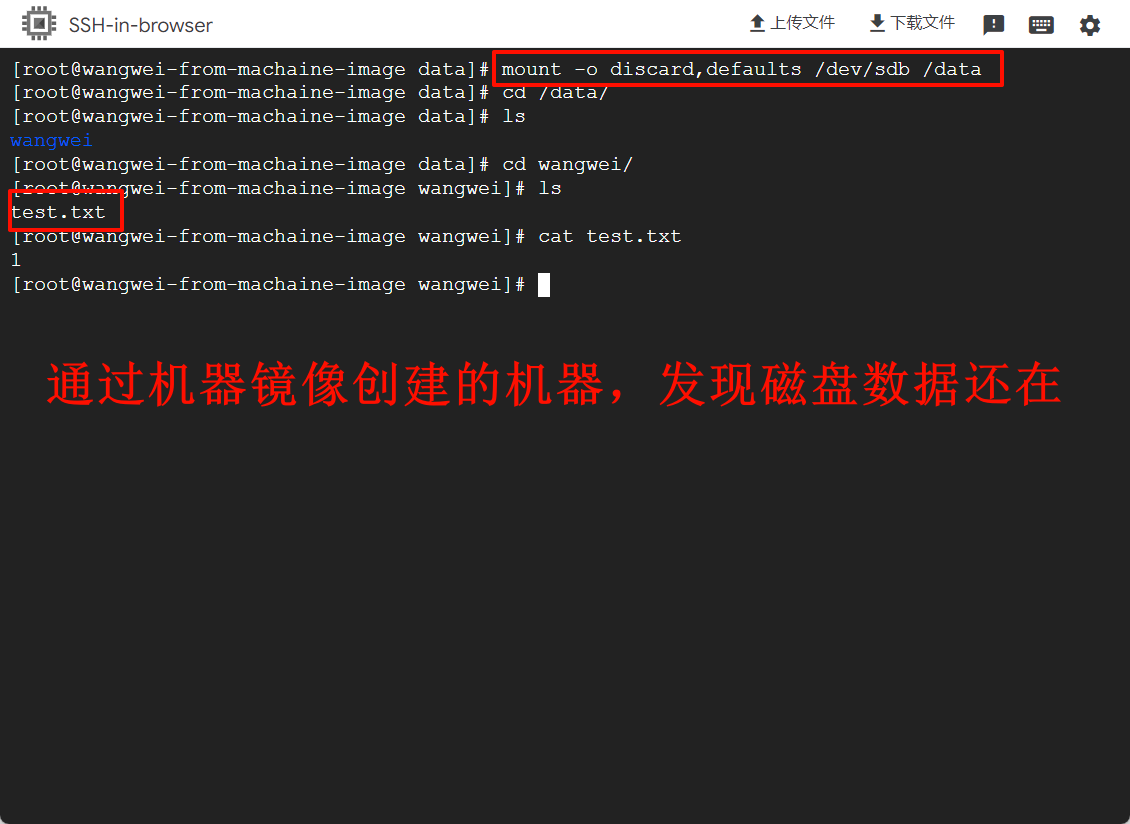 SSH-in-browser
上传文件
下载文件
[root@wangwei-from-machaine-image data]# mount -o discard,defaults /dev/sdb /data
[root@wangwei-from-machaine-image data]# cd /data/
[root@wangwei-from-machaine-image data]# ls
wangwei
[root@wangwei-from-machaine-image data]# cd wangwei/
[root@wangwei-from-machaine-image wangwei]# ls
test.txt
[root@wangwei-from-machaine-image wangwei]# cat test.txt
1
[root@wangwei-from-machaine-image wangwei]#
通过机器镜像创建的机器，发现磁盘数据还在